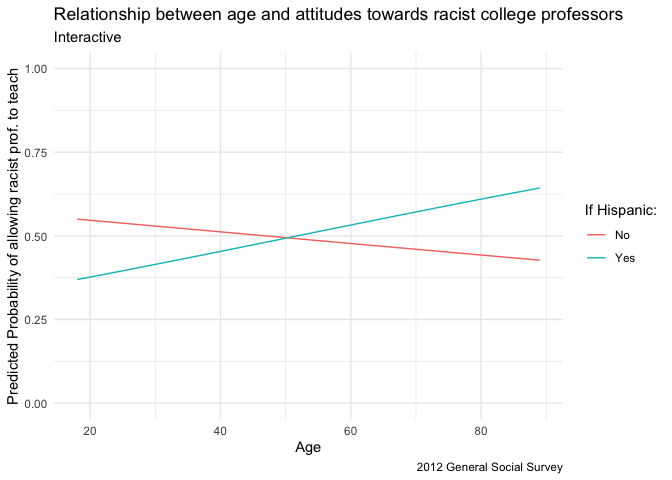 Relationship between age and attitudes towards racist college professors
Interactive
Predicted Probability of allowing racist prof. to teach
1.00
0.75
0.50
0.25
0.00
20 40 60 80
Age
If Hispanic:
No
Yes
2012 General Social Survey